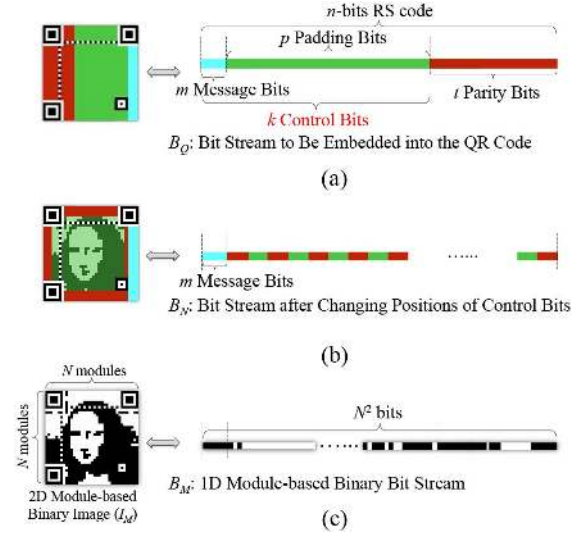 n-bits RS code
p Padding Bits
m Message Bits
t Parity Bits
k Control Bits
B_Q: Bit Stream to Be Embedded into the QR Code
(a)
m Message Bits
B_N: Bit Stream after Changing Positions of Control Bits
(b)
N modules
N modules
N² bits
2D Module-based
Binary Image (I_M)
B_M: 1D Module-based Binary Bit Stream
(c)